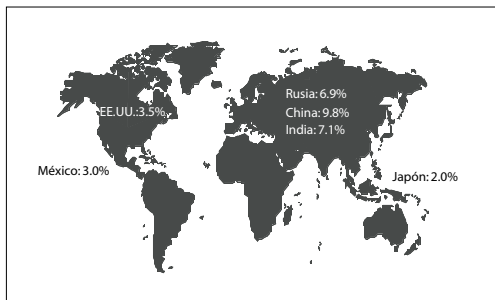 Rusia: 6.9%
EE.UU.:3.5%
China: 9.8%
India: 7.1%
México: 3.0%
Japón: 2.0%